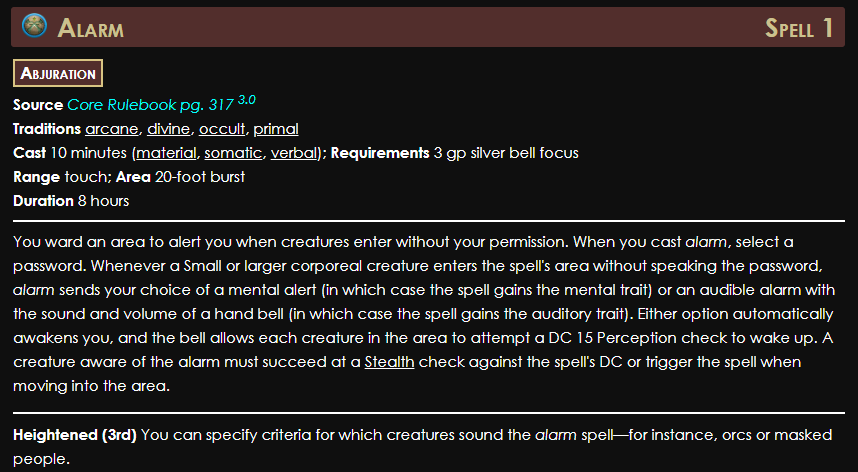 Alarm Spell 1
Abjuration
Source Core Rulebook pg. 317 3.0
Traditions arcane, divine, occult, primal
Cast 10 minutes (material, somatic, verbal); Requirements 3 gp silver bell focus
Range touch; Area 20-foot burst
Duration 8 hours
You ward an area to alert you when creatures enter without your permission. When you cast alarm, select a
password. Whenever a Small or larger corporeal creature enters the spell's area without speaking the password,
alarm sends your choice of a mental alert (in which case the spell gains the mental trait) or an audible alarm with
the sound and volume of a hand bell (in which case the spell gains the auditory trait). Either option automatically
awakens you, and the bell allows each creature in the area to attempt a DC 15 Perception check to wake up. A
creature aware of the alarm must succeed at a Stealth check against the spell's DC or trigger the spell when
moving into the area.
Heightened (3rd) You can specify criteria for which creatures sound the alarm spell—for instance, orcs or masked
people.